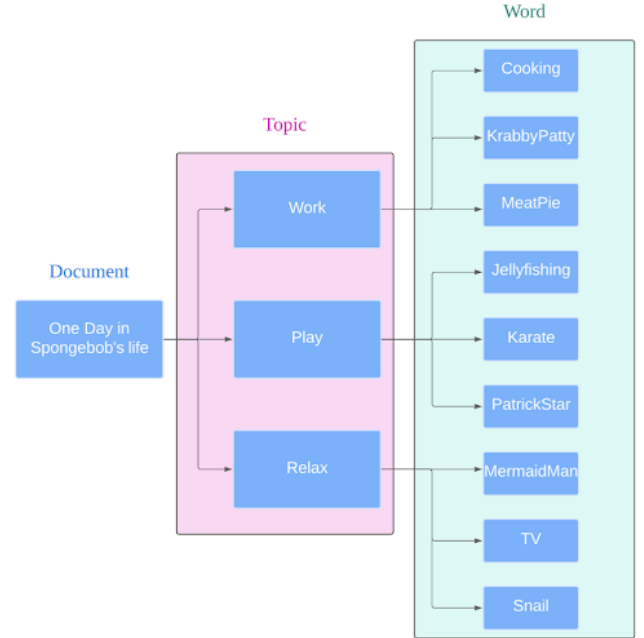 Word
Cooking
KrabbyPatty
Topic
Work
MeatPie
Document
Jellyfishing
One Day in
Spongebob's life
Play
Karate
PatrickStar
Relax
MermaidMan
TV
Snail